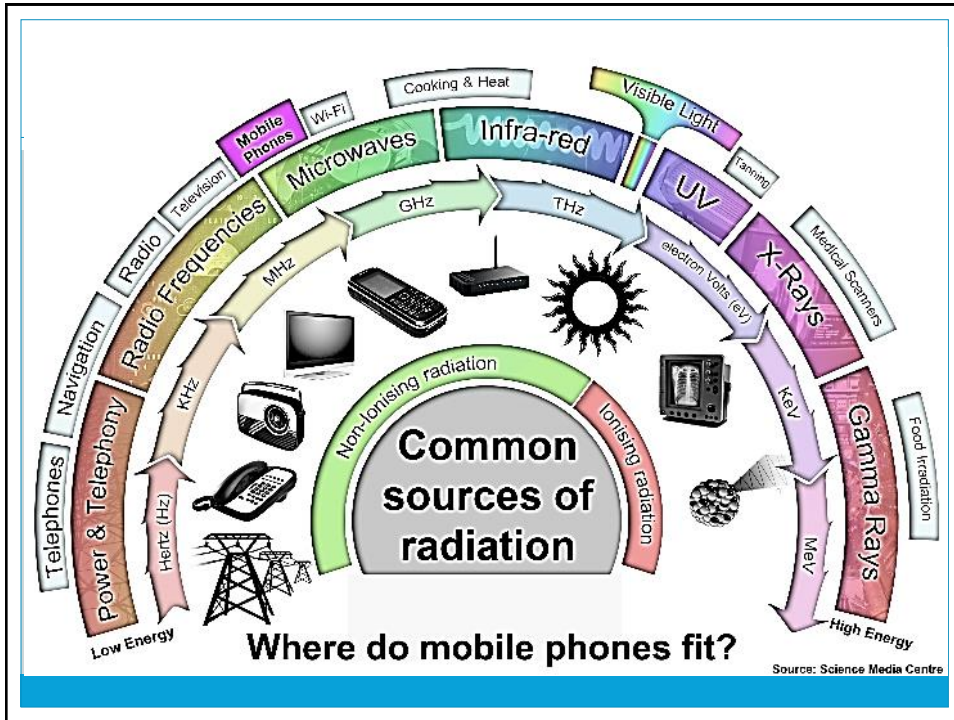 Telephones
Navigation
Radio
Television
Mobile
Phones
Wi-Fi
Cooking & Heat
Visible Light
Tanning
Medical Scanners
Food Irradiation
Power & Telephony
Radio Frequencies
Microwaves
Infra-red
UV
X-Rays
Gamma Rays
Hertz (Hz)
KHz
MHz
GHz
THz
electron Volts (eV)
KeV
MeV
Non-Ionising radiation
Ionising radiation
Common
sources of
radiation
Low Energy
High Energy
Where do mobile phones fit?
Source: Science Media Centre